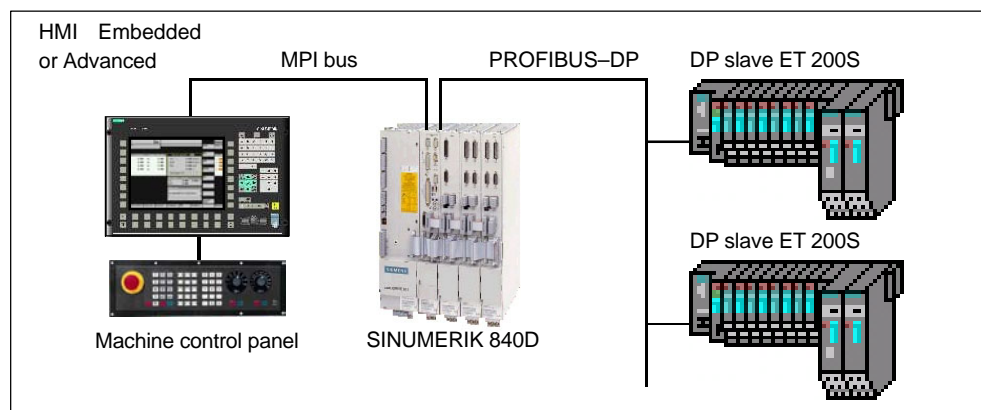 HMI Embedded
or Advanced
MPI bus
PROFIBUS–DP
DP slave ET 200S
DP slave ET 200S
Machine control panel
SINUMERIK 840D
SIEMENS